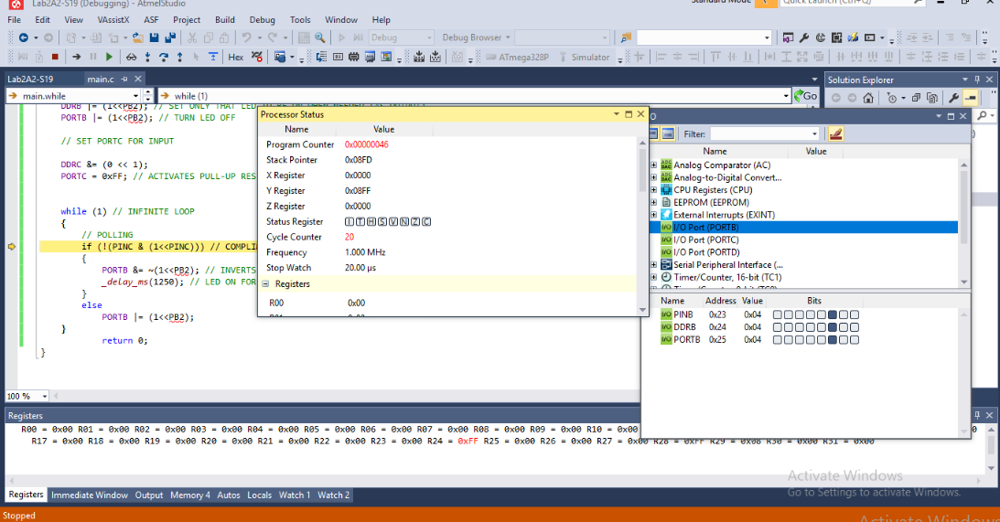 Lab2A2-S19 (Debugging) - AtmelStudio
Standard Mode
Quick Launch (Ctrl+Q)
File Edit View VAssistX ASF Project Build Debug Tools Window Help
Debug Debug Browser
Hex ATmega328P Simulator
Lab2A2-S19 main.c
main.while while (1) Go
DDRB |= (1<<PB2); // SET ONLY THAT LED
PORTB |= (1<<PB2); // TURN LED OFF
// SET PORTC FOR INPUT
DDRC &= (0 << 1);
PORTC = 0xFF; // ACTIVATES PULL-UP RES
while (1) // INFINITE LOOP
{
// POLLING
if (!(PINC & (1<<PINC))) // COMPLI
{
PORTB &= ~(1<<PB2); // INVERTS
_delay_ms(1250); // LED ON FOR
}
else
PORTB |= (1<<PB2);
}
return 0;
}
100 %
Processor Status
Name Value
Program Counter 0x00000046
Stack Pointer 0x08FD
X Register 0x0000
Y Register 0x08FF
Z Register 0x0000
Status Register I T H S V N Z C
Cycle Counter 20
Frequency 1.000 MHz
Stop Watch 20.00 µs
Registers
R00 0x00
Solution Explorer
O
Filter:
Name Value
Analog Comparator (AC)
Analog-to-Digital Convert...
CPU Registers (CPU)
EEPROM (EEPROM)
External Interrupts (EXINT)
I/O Port (PORTB)
I/O Port (PORTC)
I/O Port (PORTD)
Serial Peripheral Interface (...
Timer/Counter, 16-bit (TC1)
Name Address Value Bits
I/O PINB 0x23 0x04
I/O DDRB 0x24 0x04
I/O PORTB 0x25 0x04
Registers
R00 = 0x00 R01 = 0x00 R02 = 0x00 R03 = 0x00 R04 = 0x00 R05 = 0x00 R06 = 0x00 R07 = 0x00 R08 = 0x00 R09 = 0x00 R10 = 0x00
R17 = 0x00 R18 = 0x00 R19 = 0x00 R20 = 0x00 R21 = 0x00 R22 = 0x00 R23 = 0x00 R24 = 0xFF R25 = 0x00 R26 = 0x00 R27 = 0x00 R28 = 0xFF R29 = 0x08 R30 = 0x00 R31 = 0x00
Registers Immediate Window Output Memory 4 Autos Locals Watch 1 Watch 2
Activate Windows
Go to Settings to activate Windows.
Stopped
Activate Windows